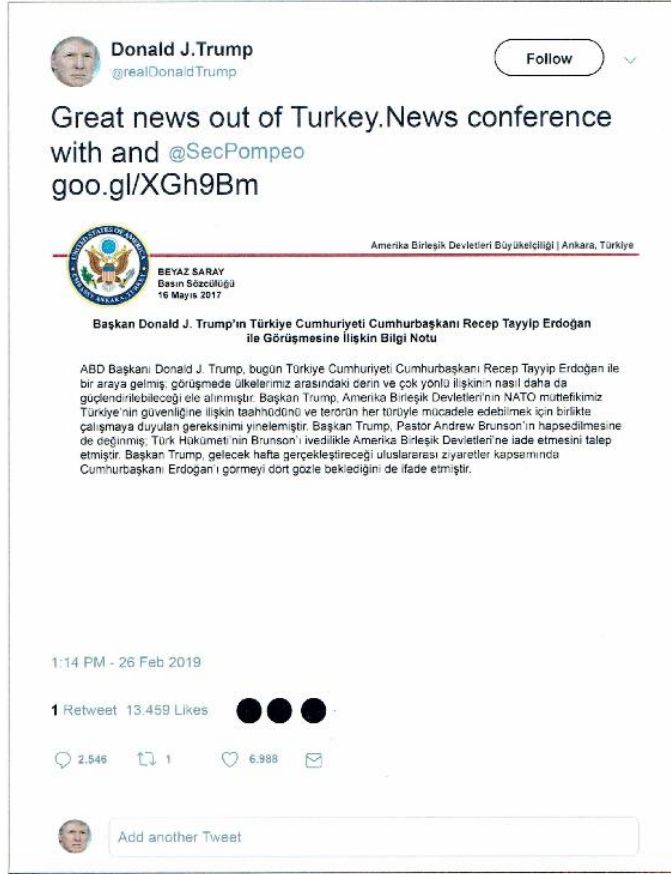 Donald J.Trump
@realDonaldTrump
Follow
Great news out of Turkey.News conference
with and @SecPompeo
goo.gl/XGh9Bm
UNITED STATES OF AMERICA
EMBASSY ANKARA, TURKEY
Amerika Birleşik Devletleri Büyükelçiliği | Ankara, Türkiye
BEYAZ SARAY
Basın Sözcülüğü
16 Mayıs 2017
Başkan Donald J. Trump'ın Türkiye Cumhuriyeti Cumhurbaşkanı Recep Tayyip Erdoğan
ile Görüşmesine İlişkin Bilgi Notu
ABD Başkanı Donald J. Trump, bugün Türkiye Cumhuriyeti Cumhurbaşkanı Recep Tayyip Erdoğan ile
bir araya gelmiş; görüşmede ülkelerimiz arasındaki derin ve çok yönlü ilişkinin nasıl daha da
güçlendirilebileceği ele alınmıştır. Başkan Trump, Amerika Birleşik Devletleri'nin NATO müttefikimiz
Türkiye'nin güvenliğine ilişkin taahhüdünü ve terörün her türüyle mücadele edebilmek için birlikte
çalışmaya duyulan gereksinimi yinelemiştir. Başkan Trump, Pastor Andrew Brunson'ın hapsedilmesine
de değinmiş; Türk Hükümeti'nin Brunson'ı ivedilikle Amerika Birleşik Devletleri'ne iade etmesini talep
etmiştir. Başkan Trump, gelecek hafta gerçekleştireceği uluslararası ziyaretler kapsamında
Cumhurbaşkanı Erdoğan'ı görmeyi dört gözle beklediğini de ifade etmiştir.
1:14 PM - 26 Feb 2019
1 Retweet 13.459 Likes
2.546 1 6.988
Add another Tweet